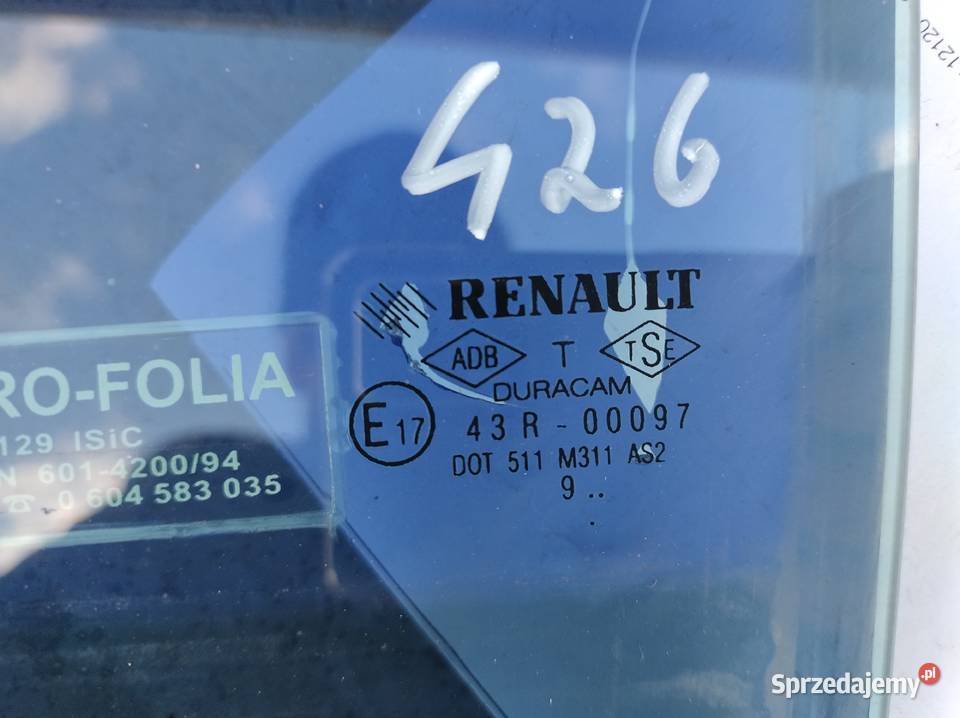 12120
426
RENAULT
ADB T TSE
DURACAM
E17 43R-00097
DOT 511 M311 AS2
9 ..
.
RO-FOLIA
129 ISiC
N 601-4200/94
☎ 0 604 583 035
Sprzedajemy.pl